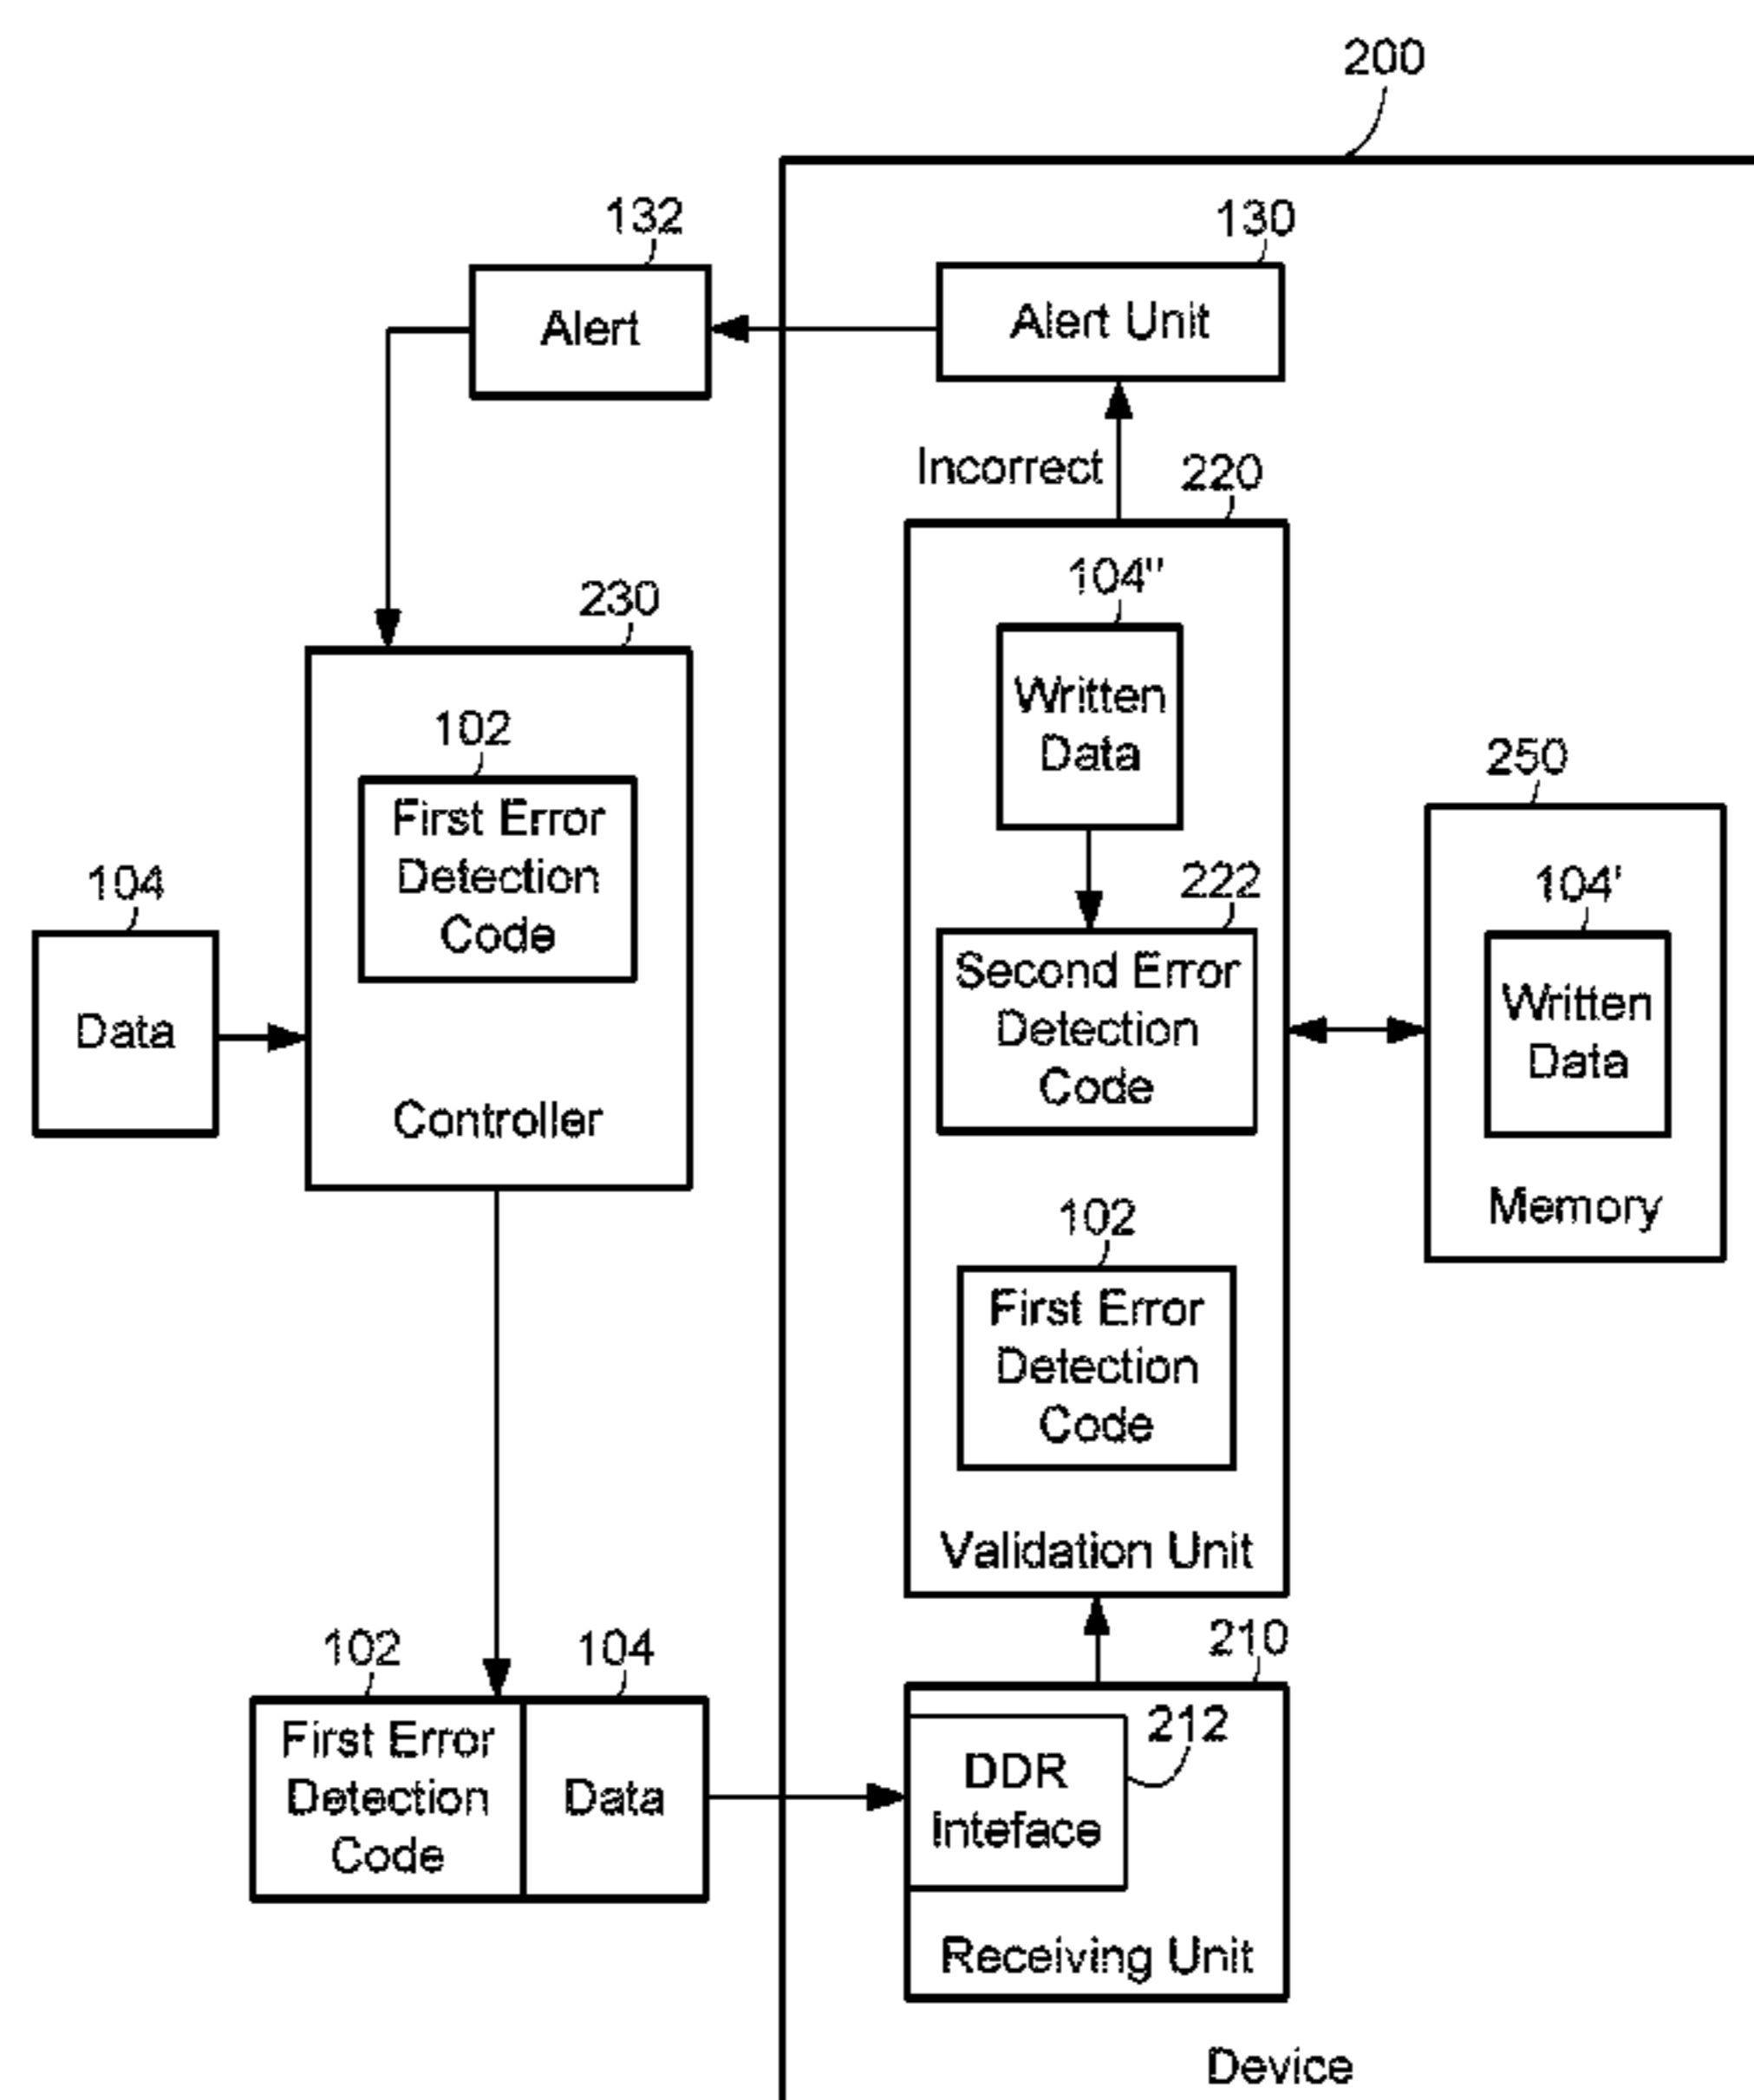 200
132
130
Alert
Alert Unit
Incorrect
220
104"
230
Written
Data
102
First Error
Detection
Code
250
104
222
104'
Data
Second Error
Detection
Code
Written
Data
Controller
Memory
102
First Error
Detection
Code
Validation Unit
102
104
210
First Error
Detection
Code
Data
212
DDR
Inteface
Receiving Unit
Device